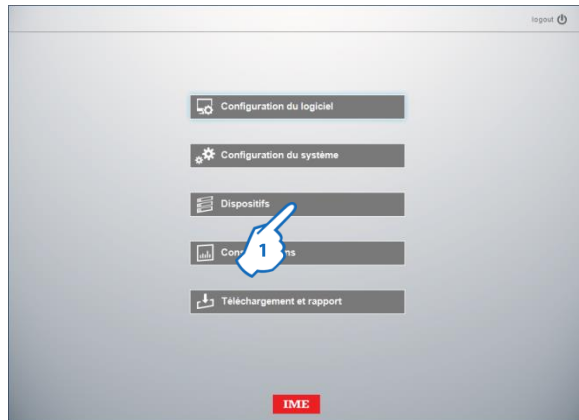 logout
Configuration du logiciel
Configuration du système
Dispositifs
1
Téléchargement et rapport
IME